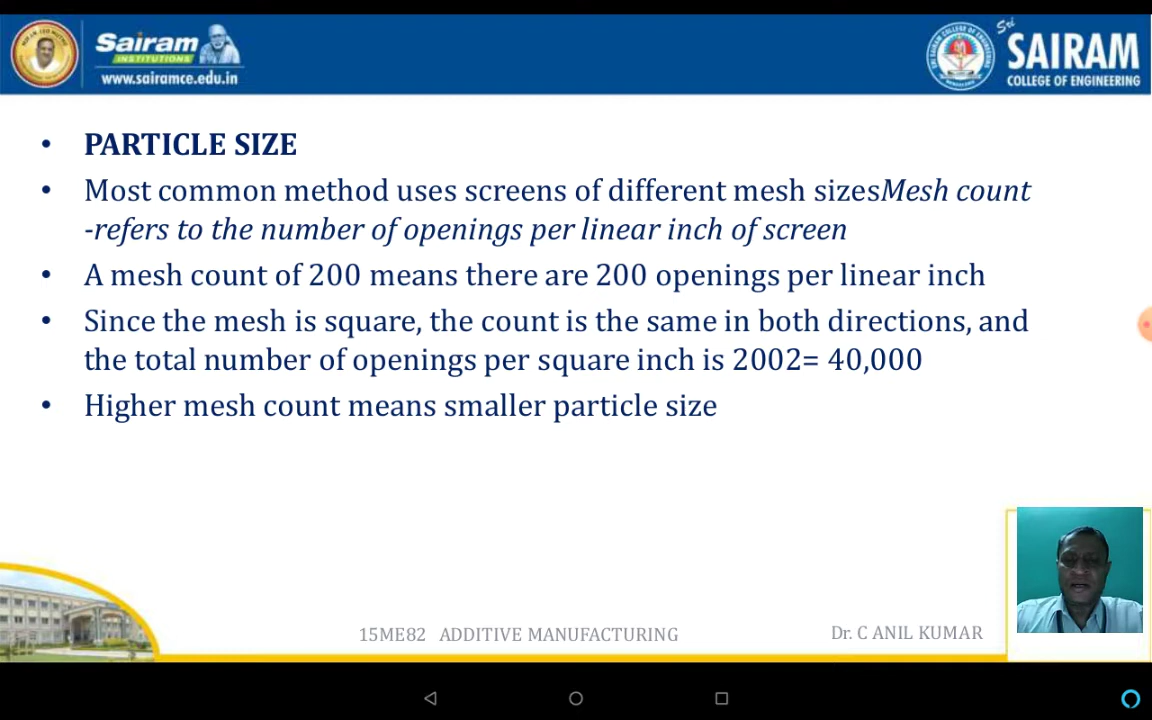 Sairam
INSTITUTIONS
www.sairamce.edu.in
Sri
SAIRAM
COLLEGE OF ENGINEERING
• PARTICLE SIZE
• Most common method uses screens of different mesh sizesMesh count
-refers to the number of openings per linear inch of screen
• A mesh count of 200 means there are 200 openings per linear inch
• Since the mesh is square, the count is the same in both directions, and
the total number of openings per square inch is 2002= 40,000
• Higher mesh count means smaller particle size
15ME82 ADDITIVE MANUFACTURING
Dr. C ANIL KUMAR